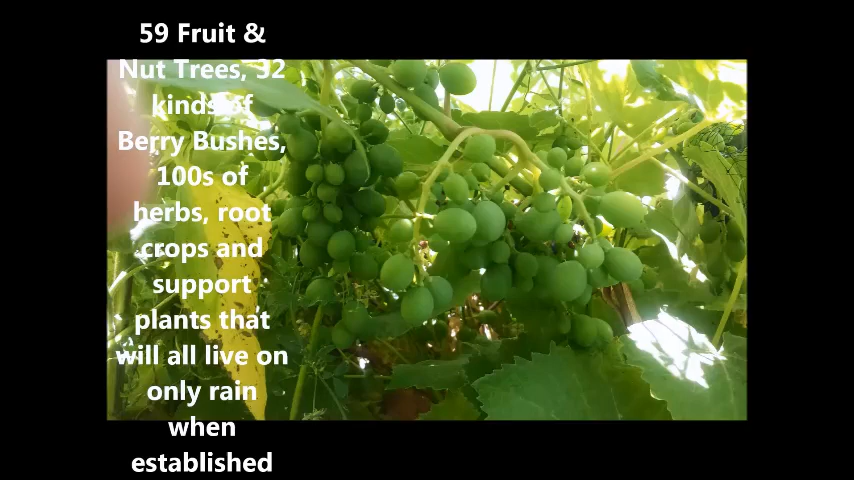 59 Fruit &
Nut Trees, 32
kinds of
Berry Bushes,
100s of
herbs, root
crops and
support
plants that
will all live on
only rain
when
established